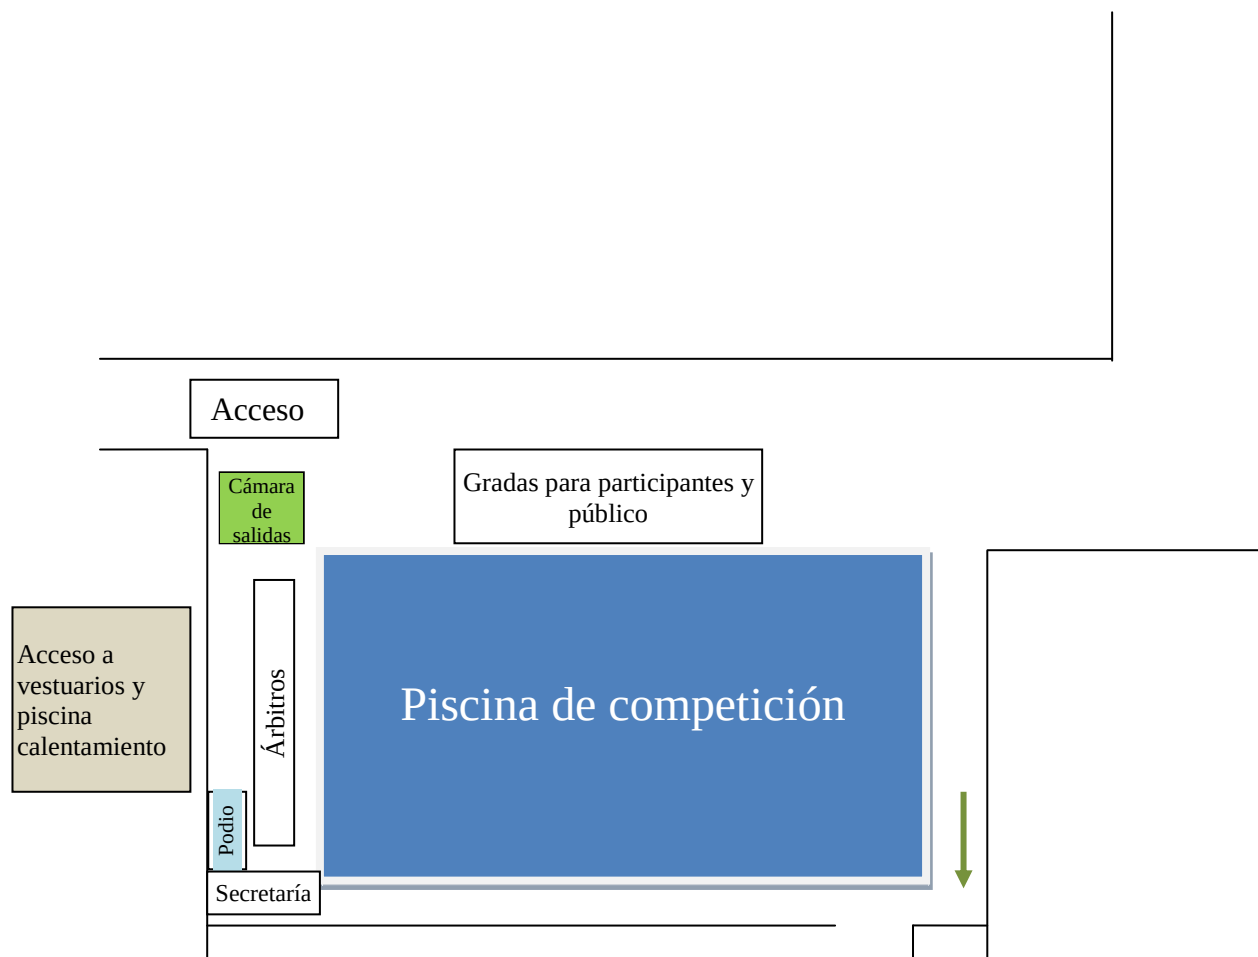 Acceso
Gradas para participantes y
público
Cámara
de
salidas
Acceso a
vestuarios y
piscina
calentamiento
Árbitros
Piscina de competición
Podio
Secretaría